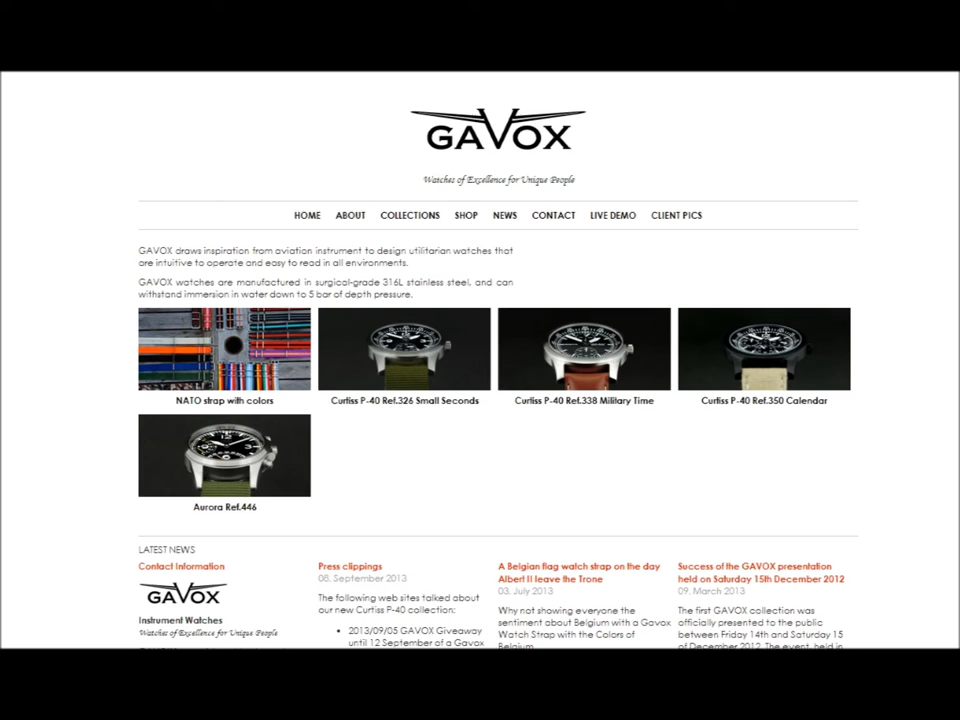 GAVOX
Watches of Excellence for Unique People
HOME ABOUT COLLECTIONS SHOP NEWS CONTACT LIVE DEMO CLIENT PICS
GAVOX draws inspiration from aviation instrument to design utilitarian watches that
are intuitive to operate and easy to read in all environments.
GAVOX watches are manufactured in surgical-grade 316L stainless steel, and can
withstand immersion in water down to 5 bar of depth pressure.
NATO strap with colors
Curtiss P-40 Ref.326 Small Seconds
Curtiss P-40 Ref.338 Military Time
Curtiss P-40 Ref.350 Calendar
Aurora Ref.446
LATEST NEWS
Contact Information
GAVOX
Instrument Watches
Watches of Excellence for Unique People
Press clippings
08. September 2013
The following web sites talked about
our new Curtiss P-40 collection:
• 2013/09/05 GAVOX Giveaway
until 12 September of a Gavox
A Belgian flag watch strap on the day
Albert II leave the Trone
03. July 2013
Why not showing everyone the
sentiment about Belgium with a Gavox
Watch Strap with the Colors of
Belgium
Success of the GAVOX presentation
held on Saturday 15th December 2012
09. March 2013
The first GAVOX collection was
officially presented to the public
between Friday 14th and Saturday 15
of December 2012. The event, held in